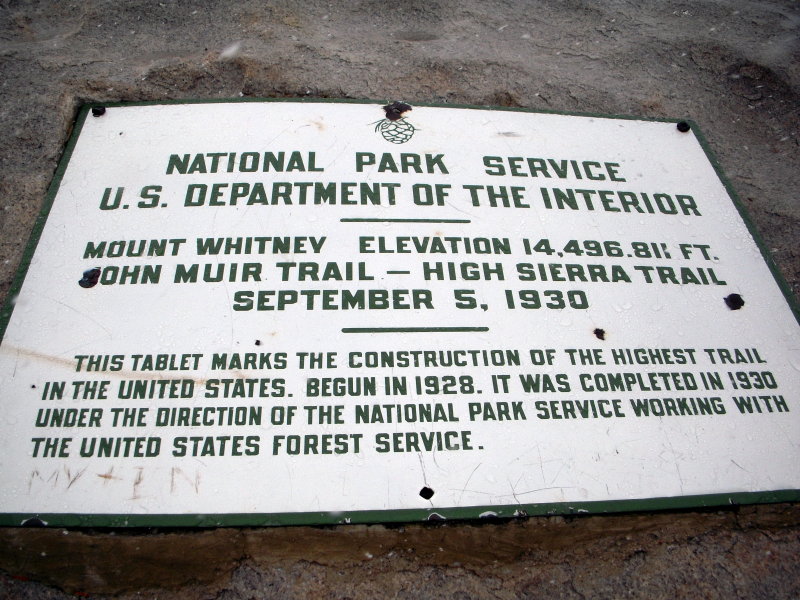 NATIONAL PARK SERVICE
U.S. DEPARTMENT OF THE INTERIOR
MOUNT WHITNEY ELEVATION 14,496.811 FT.
JOHN MUIR TRAIL — HIGH SIERRA TRAIL
SEPTEMBER 5, 1930
THIS TABLET MARKS THE CONSTRUCTION OF THE HIGHEST TRAIL
IN THE UNITED STATES. BEGUN IN 1928. IT WAS COMPLETED IN 1930
UNDER THE DIRECTION OF THE NATIONAL PARK SERVICE WORKING WITH
THE UNITED STATES FOREST SERVICE.